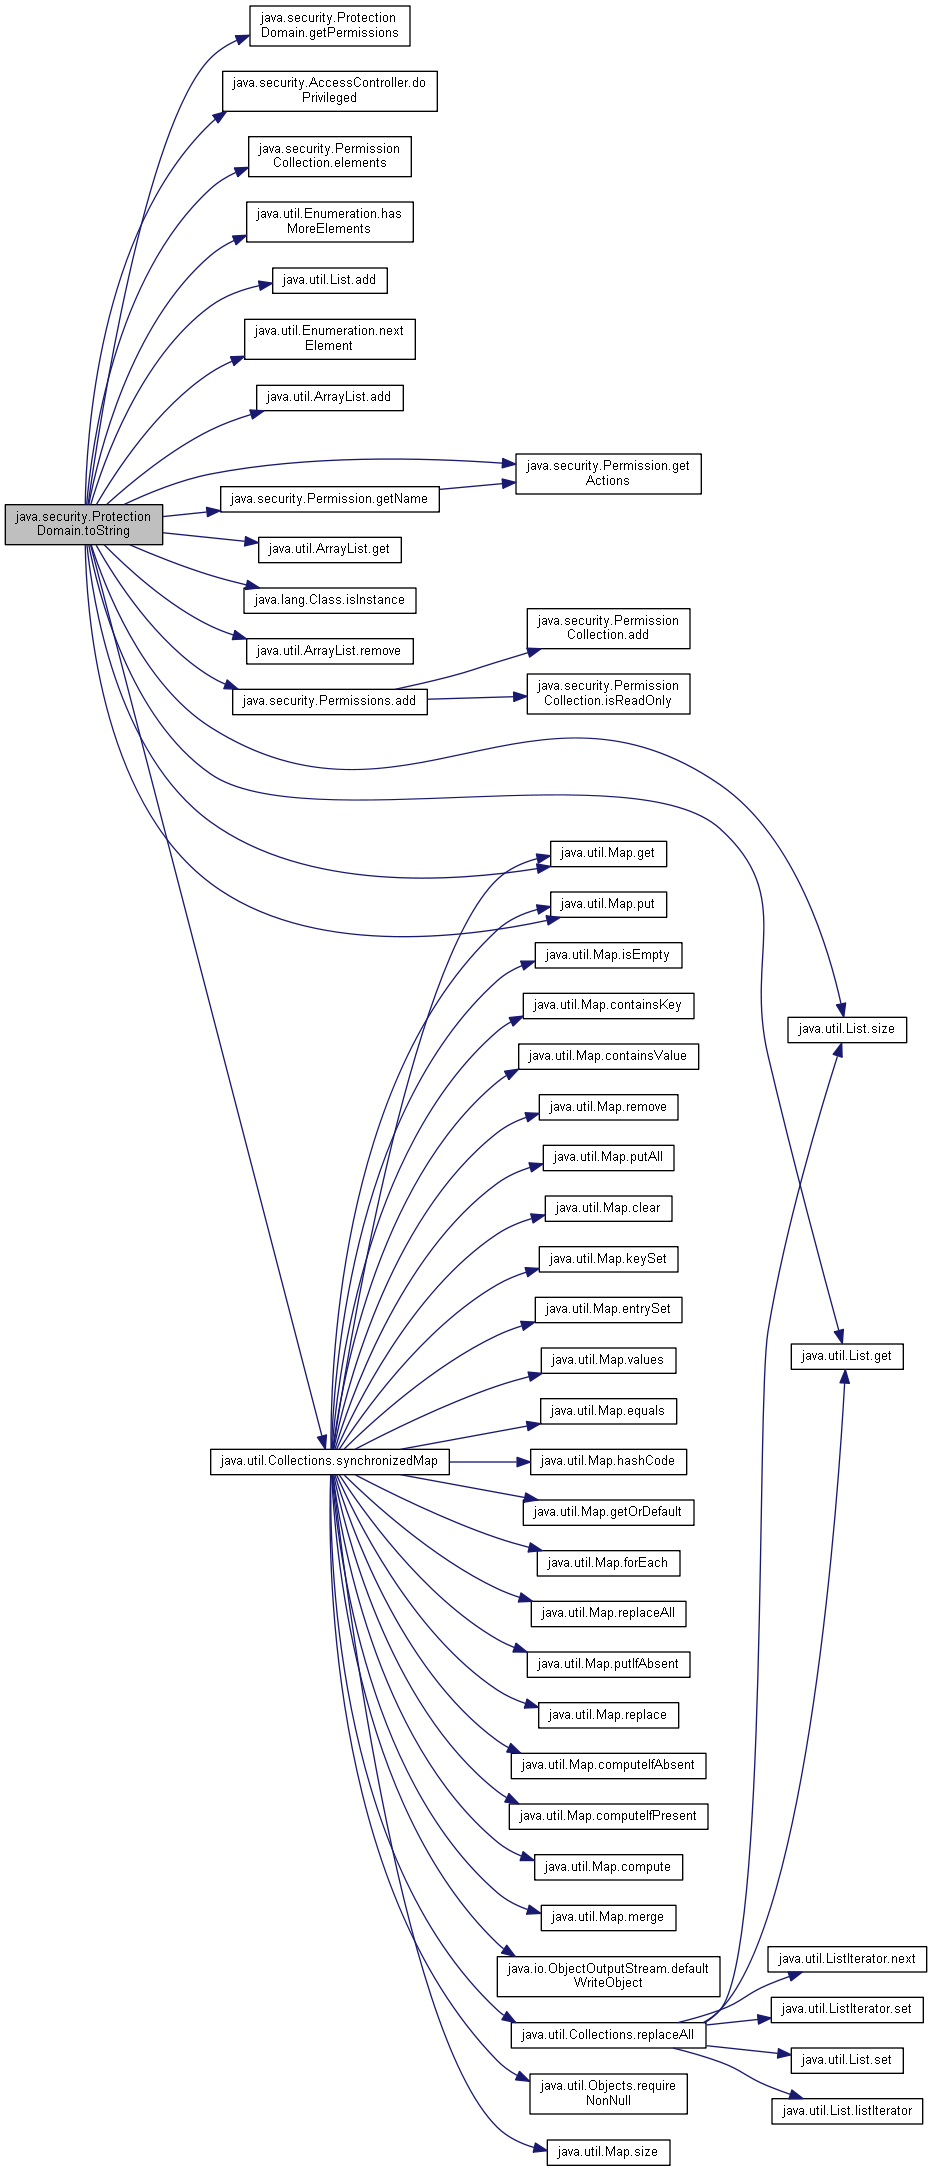 java.security.Protection
Domain.getPermissions
java.security.AccessController.do
Privileged
java.security.Permission
Collection.elements
java.util.Enumeration.has
MoreElements
java.util.List.add
java.util.Enumeration.next
Element
java.util.ArrayList.add
java.security.Permission.get
Actions
java.security.Permission.getName
java.security.Protection
Domain.toString
java.util.ArrayList.get
java.lang.Class.isInstance
java.util.ArrayList.remove
java.security.Permissions.add
java.security.Permission
Collection.add
java.security.Permission
Collection.isReadOnly
java.util.Map.get
java.util.Map.put
java.util.Map.isEmpty
java.util.Map.containsKey
java.util.List.size
java.util.Map.containsValue
java.util.Map.remove
java.util.Map.putAll
java.util.Map.clear
java.util.Map.keySet
java.util.Map.entrySet
java.util.Map.values
java.util.List.get
java.util.Map.equals
java.util.Collections.synchronizedMap
java.util.Map.hashCode
java.util.Map.getOrDefault
java.util.Map.forEach
java.util.Map.replaceAll
java.util.Map.putIfAbsent
java.util.Map.replace
java.util.Map.computeIfAbsent
java.util.Map.computeIfPresent
java.util.Map.compute
java.util.Map.merge
java.io.ObjectOutputStream.default
WriteObject
java.util.Collections.replaceAll
java.util.ListIterator.next
java.util.ListIterator.set
java.util.List.set
java.util.List.listIterator
java.util.Objects.require
NonNull
java.util.Map.size